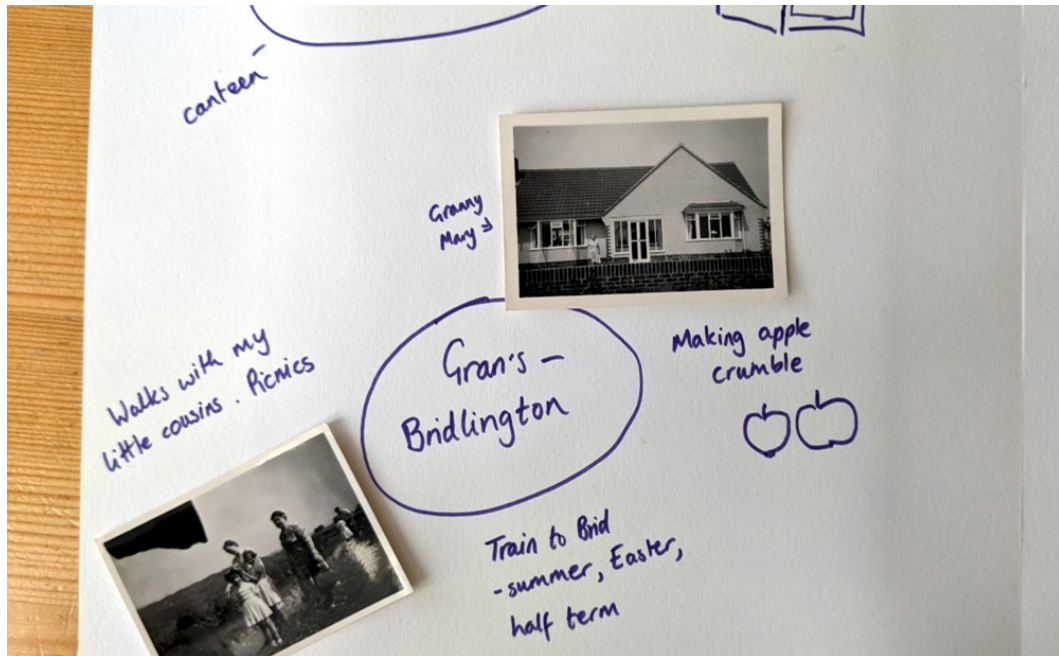 canteen
Granny
Mary
Gran's -
Bridlington
Making apple
crumble
Walks with my
little cousins. Picnics
Train to Brid
- summer, Easter,
half term